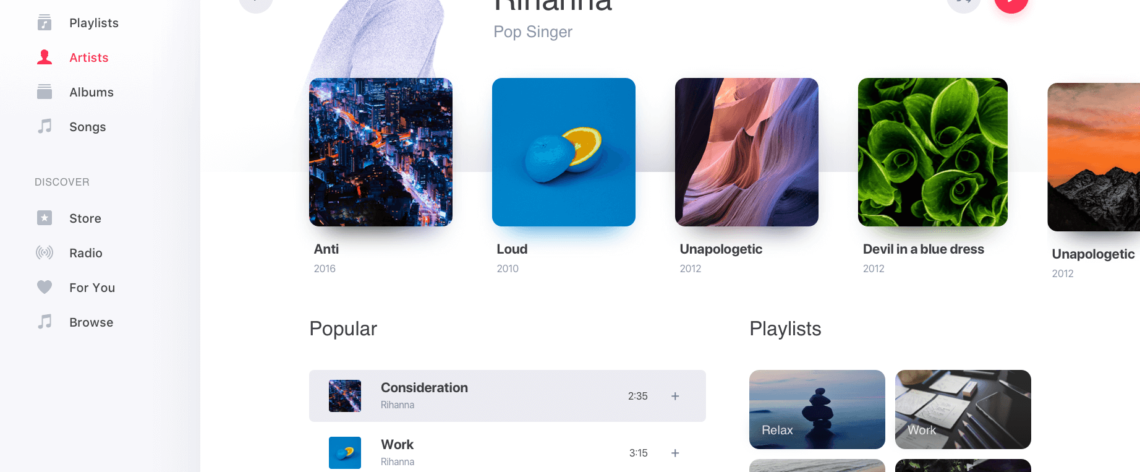 Playlists
Artists
Albums
Songs
DISCOVER
Store
Radio
For You
Browse
Rihanna
Pop Singer
Anti
2016
Loud
2010
Unapologetic
2012
Devil in a blue dress
2012
Unapologetic
2012
Popular
Consideration
Rihanna
2:35
+
Work
Rihanna
3:15
+
Playlists
Relax
Work